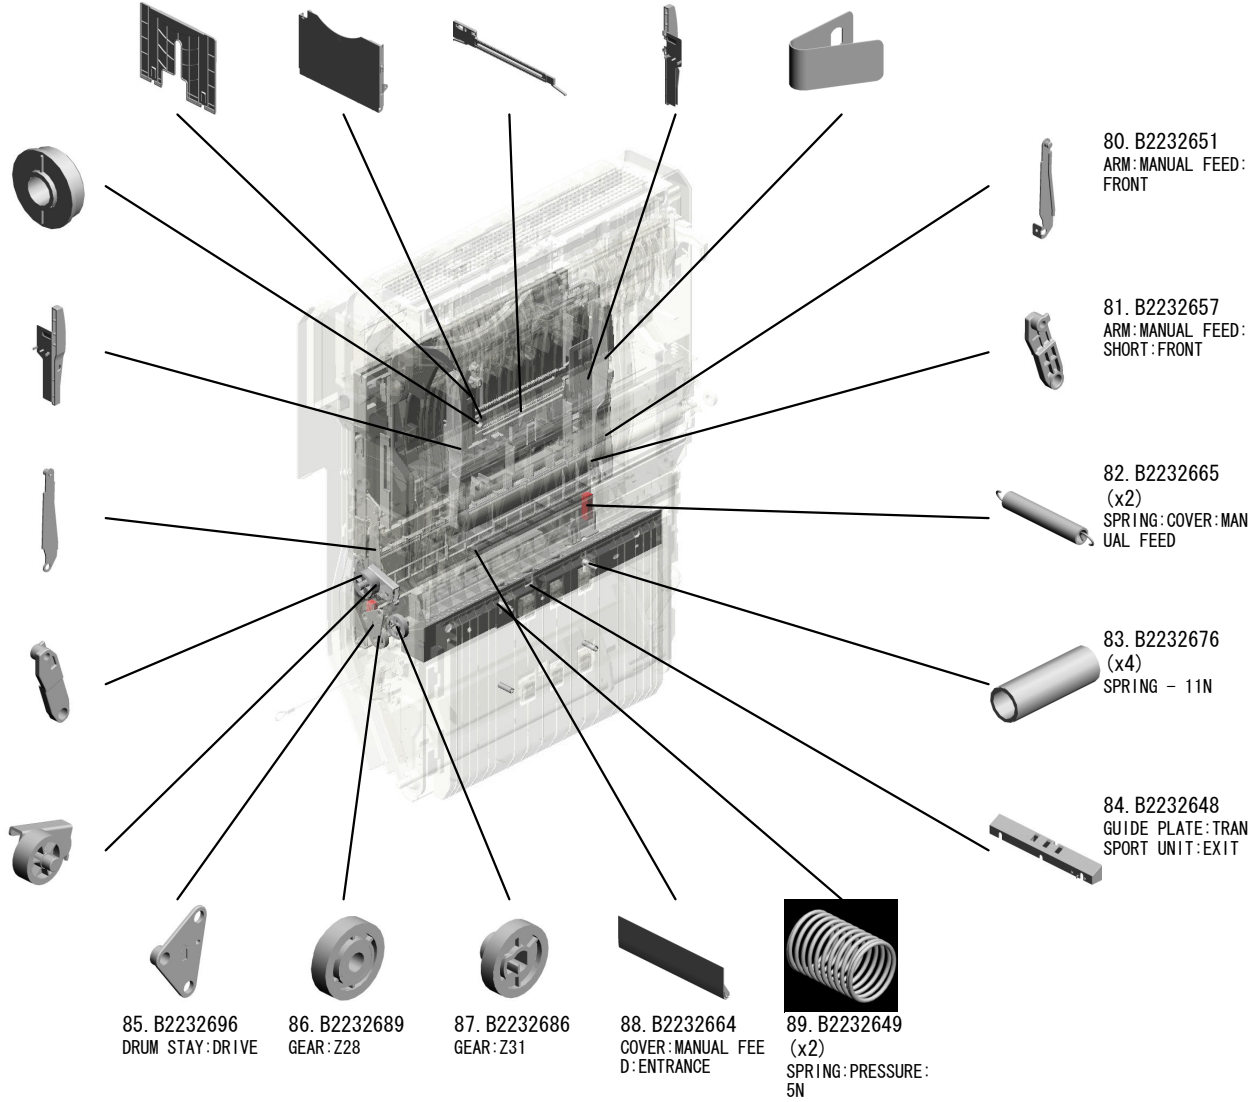 80. B2232651
ARM:MANUAL FEED:
FRONT
81. B2232657
ARM:MANUAL FEED:
SHORT:FRONT
82. B2232665
(x2)
SPRING:COVER:MAN
UAL FEED
83. B2232676
(x4)
SPRING - 11N
84. B2232648
GUIDE PLATE:TRAN
SPORT UNIT:EXIT
85. B2232696
DRUM STAY:DRIVE
86. B2232689
GEAR:Z28
87. B2232686
GEAR:Z31
88. B2232664
COVER:MANUAL FEE
D:ENTRANCE
89. B2232649
(x2)
SPRING:PRESSURE:
5N